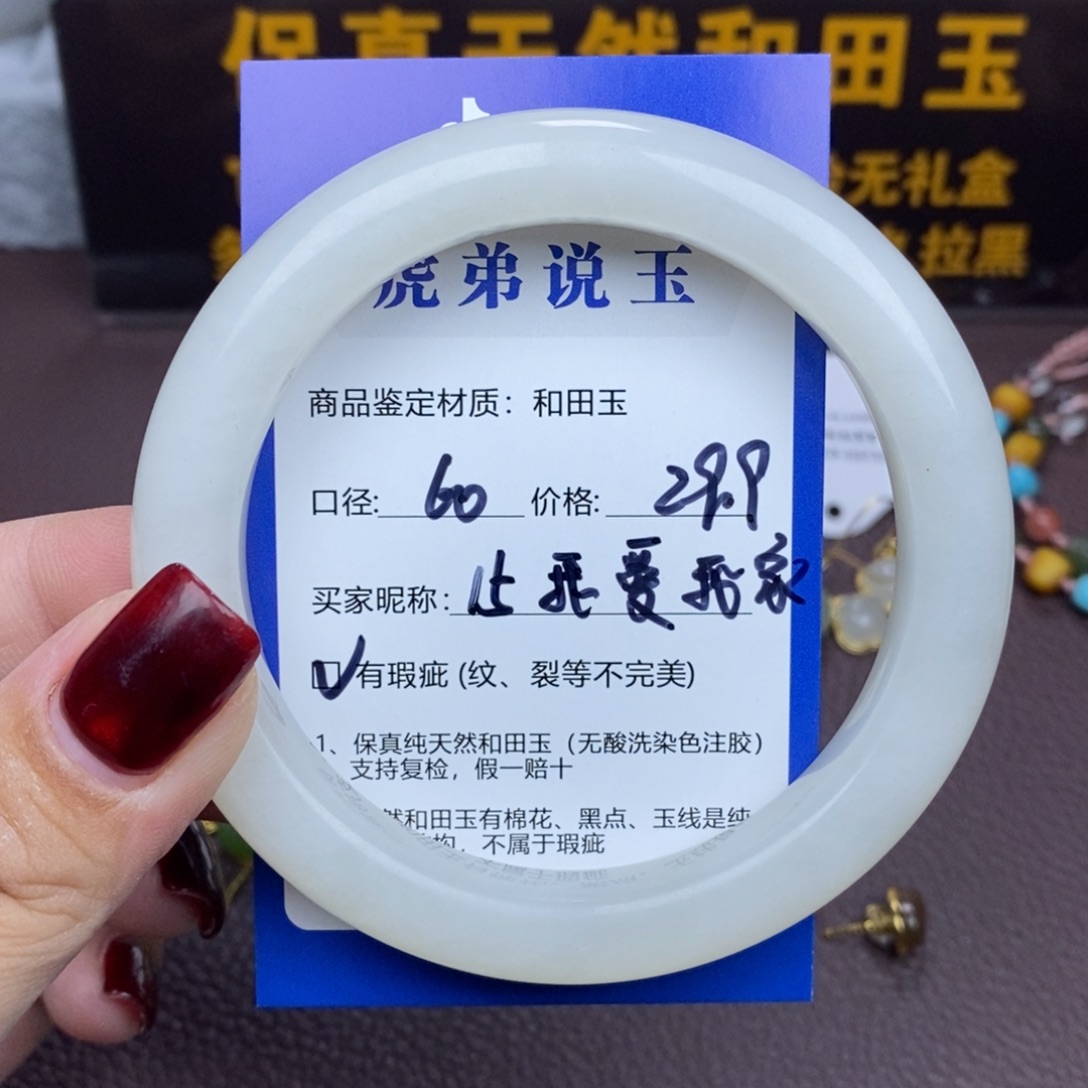 保真天然和田玉
无礼盒
拉黑
虎弟说玉
商品鉴定材质：和田玉
口径: 60 价格: 29.9
买家昵称:
✓有瑕疵 (纹、裂等不完美)
1、保真纯天然和田玉（无酸洗染色注胶）
支持复检，假一赔十
然和田玉有棉花、黑点、玉线是纯
构，不属于瑕疵